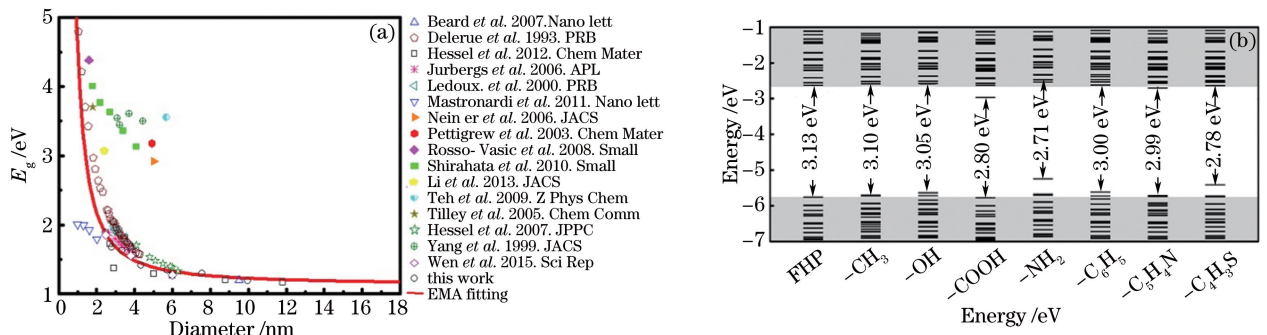 5
4
3
2
1
E_g /eV
0 2 4 6 8 10 12 14 16 18
Diameter /nm
(a)
Beard et al. 2007.Nano lett
Delerue et al. 1993. PRB
Hessel et al. 2012. Chem Mater
Jurbergs et al. 2006. APL
Ledoux. et al. 2000. PRB
Mastronardi et al. 2011. Nano lett
Nein er et al. 2006. JACS
Pettigrew et al. 2003. Chem Mater
Rosso- Vasic et al. 2008. Small
Shirahata et al. 2010. Small
Li et al. 2013. JACS
Teh et al. 2009. Z Phys Chem
Tilley et al. 2005. Chem Comm
Hessel et al. 2007. JPPC
Yang et al. 1999. JACS
Wen et al. 2015. Sci Rep
this work
EMA fitting
(b)
−1
−2
−3
−4
−5
−6
−7
Energy /eV
3.13 eV
3.10 eV
3.05 eV
2.80 eV
2.71 eV
3.00 eV
2.99 eV
2.78 eV
FHP
−CH₃
−OH
−COOH
−NH₂
−C₆H₅
−C₅H₄N
−C₄H₃S
Energy /eV